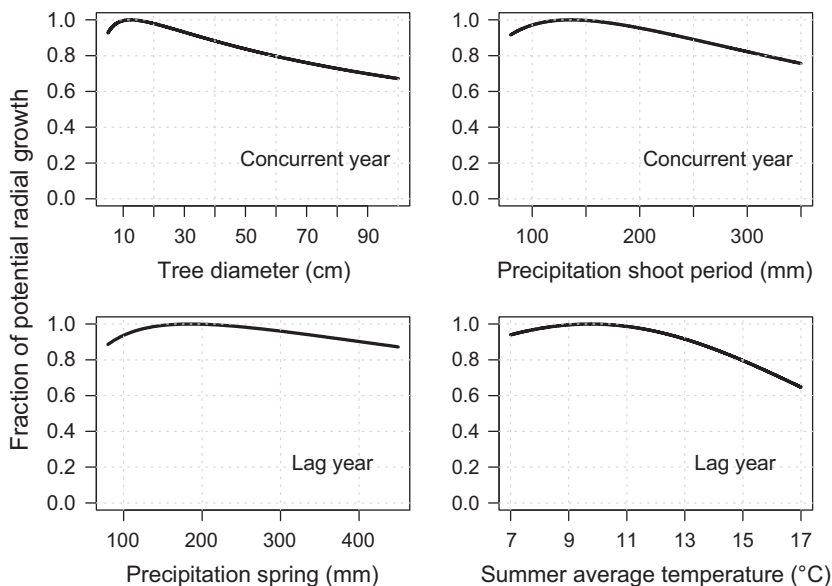 Fraction of potential radial growth
1.0
0.8
0.6
0.4
0.2
0.0
Concurrent year
10 30 50 70 90
Tree diameter (cm)
1.0
0.8
0.6
0.4
0.2
0.0
Concurrent year
100 200 300
Precipitation shoot period (mm)
1.0
0.8
0.6
0.4
0.2
0.0
Lag year
100 200 300 400
Precipitation spring (mm)
1.0
0.8
0.6
0.4
0.2
0.0
Lag year
7 9 11 13 15 17
Summer average temperature (°C)